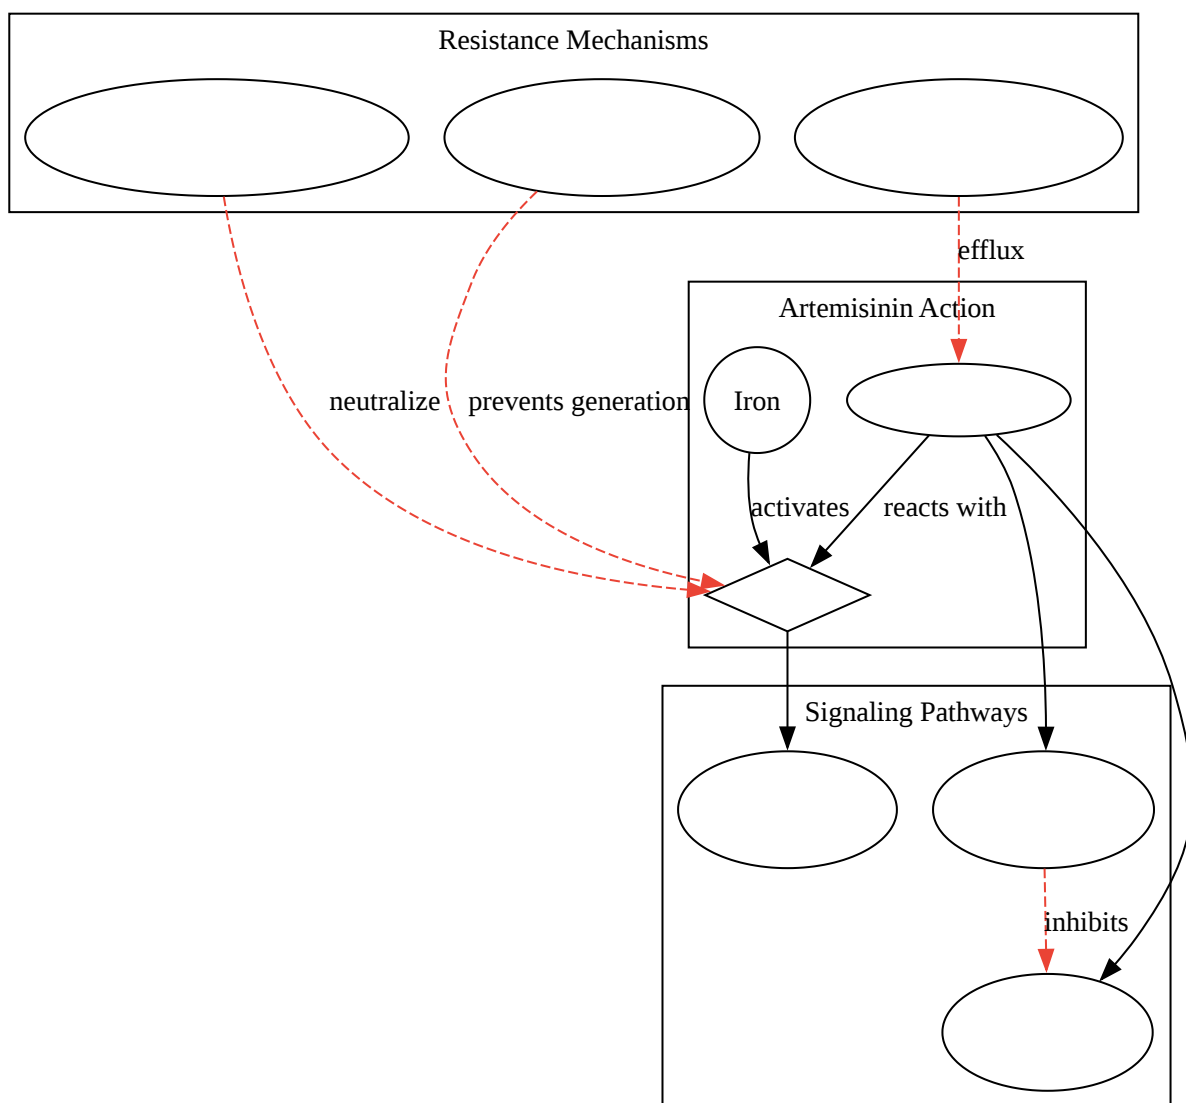 Resistance Mechanisms
efflux
Artemisinin Action
neutralize
prevents generation
Iron
activates
reacts with
Signaling Pathways
inhibits